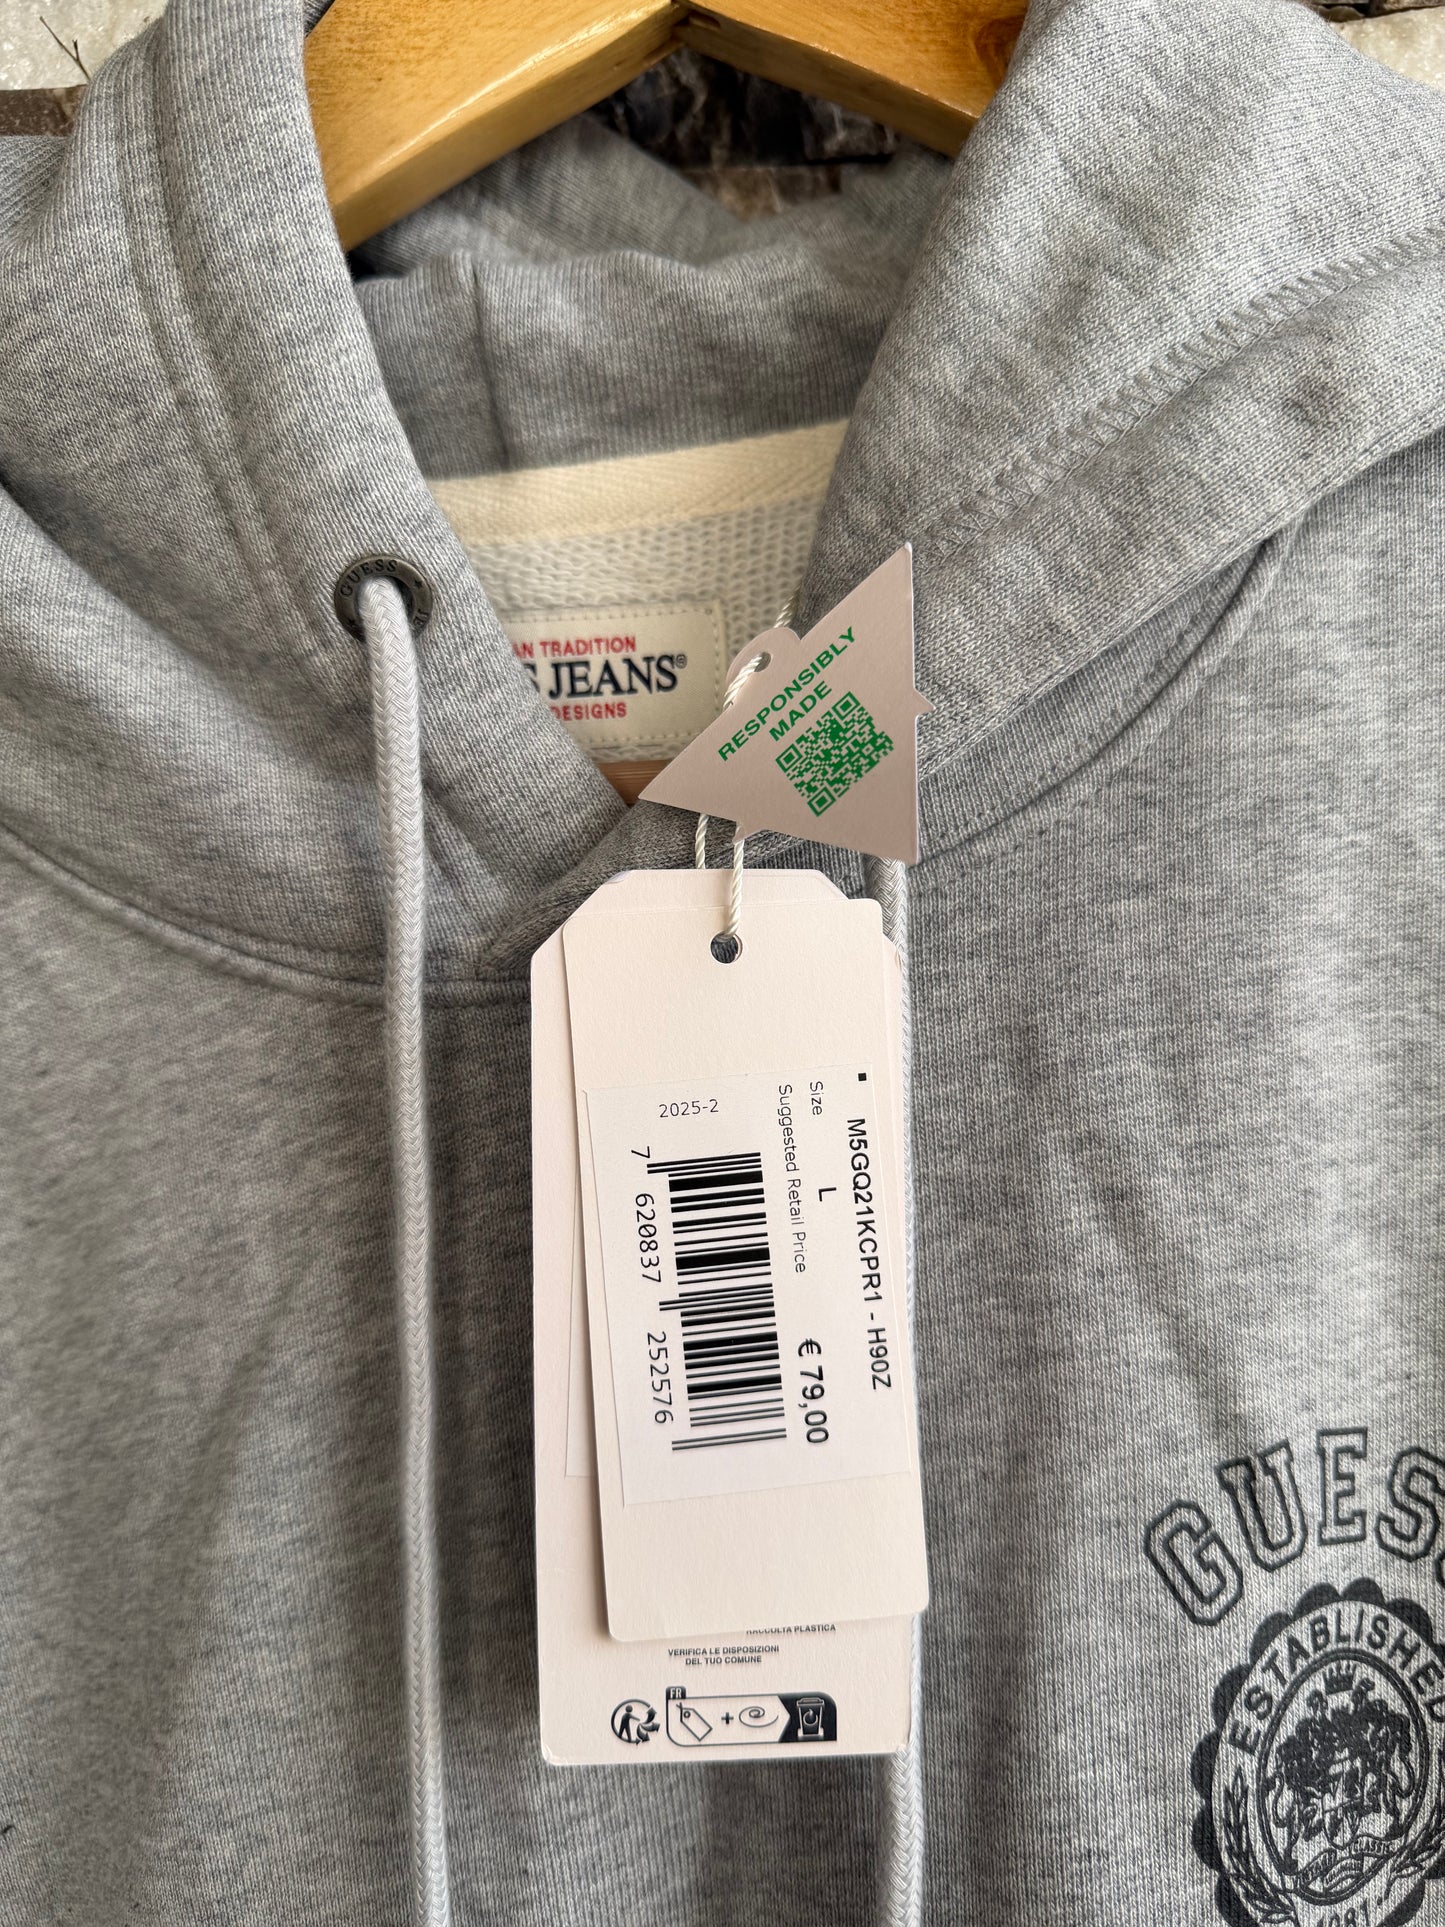 GUESS
JE
AN TRADITION
S JEANS®
DESIGNS
RESPONSIBLY
MADE
M5GQ21KCPR1 - H90Z
Size L
Suggested Retail Price € 79,00
2025-2
7 620837 252576
RACCOLTA PLASTICA
VERIFICA LE DISPOSIZIONI
DEL TUO COMUNE
FR
+
GUES
ESTABLISHED